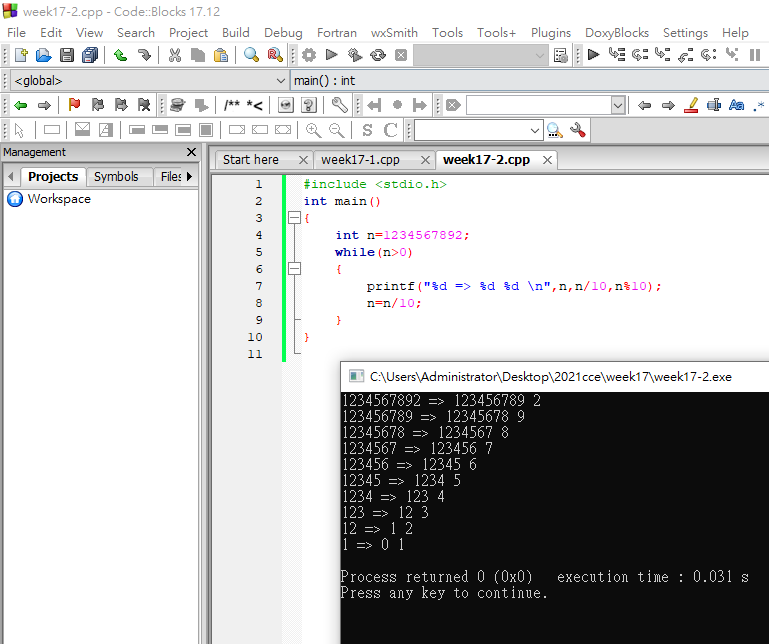 week17-2.cpp - Code::Blocks 17.12
File Edit View Search Project Build Debug Fortran wxSmith Tools Tools+ Plugins DoxyBlocks Settings Help
<global> main() : int
/** *<
S C
Management
Projects Symbols Files
Workspace
Start here week17-1.cpp week17-2.cpp
1 #include <stdio.h>
2 int main()
3 {
4 int n=1234567892;
5 while(n>0)
6 {
7 printf("%d => %d %d \n",n,n/10,n%10);
8 n=n/10;
9 }
10 }
11
C:\Users\Administrator\Desktop\2021cce\week17\week17-2.exe
1234567892 => 123456789 2
123456789 => 12345678 9
12345678 => 1234567 8
1234567 => 123456 7
123456 => 12345 6
12345 => 1234 5
1234 => 123 4
123 => 12 3
12 => 1 2
1 => 0 1
Process returned 0 (0x0) execution time : 0.031 s
Press any key to continue.